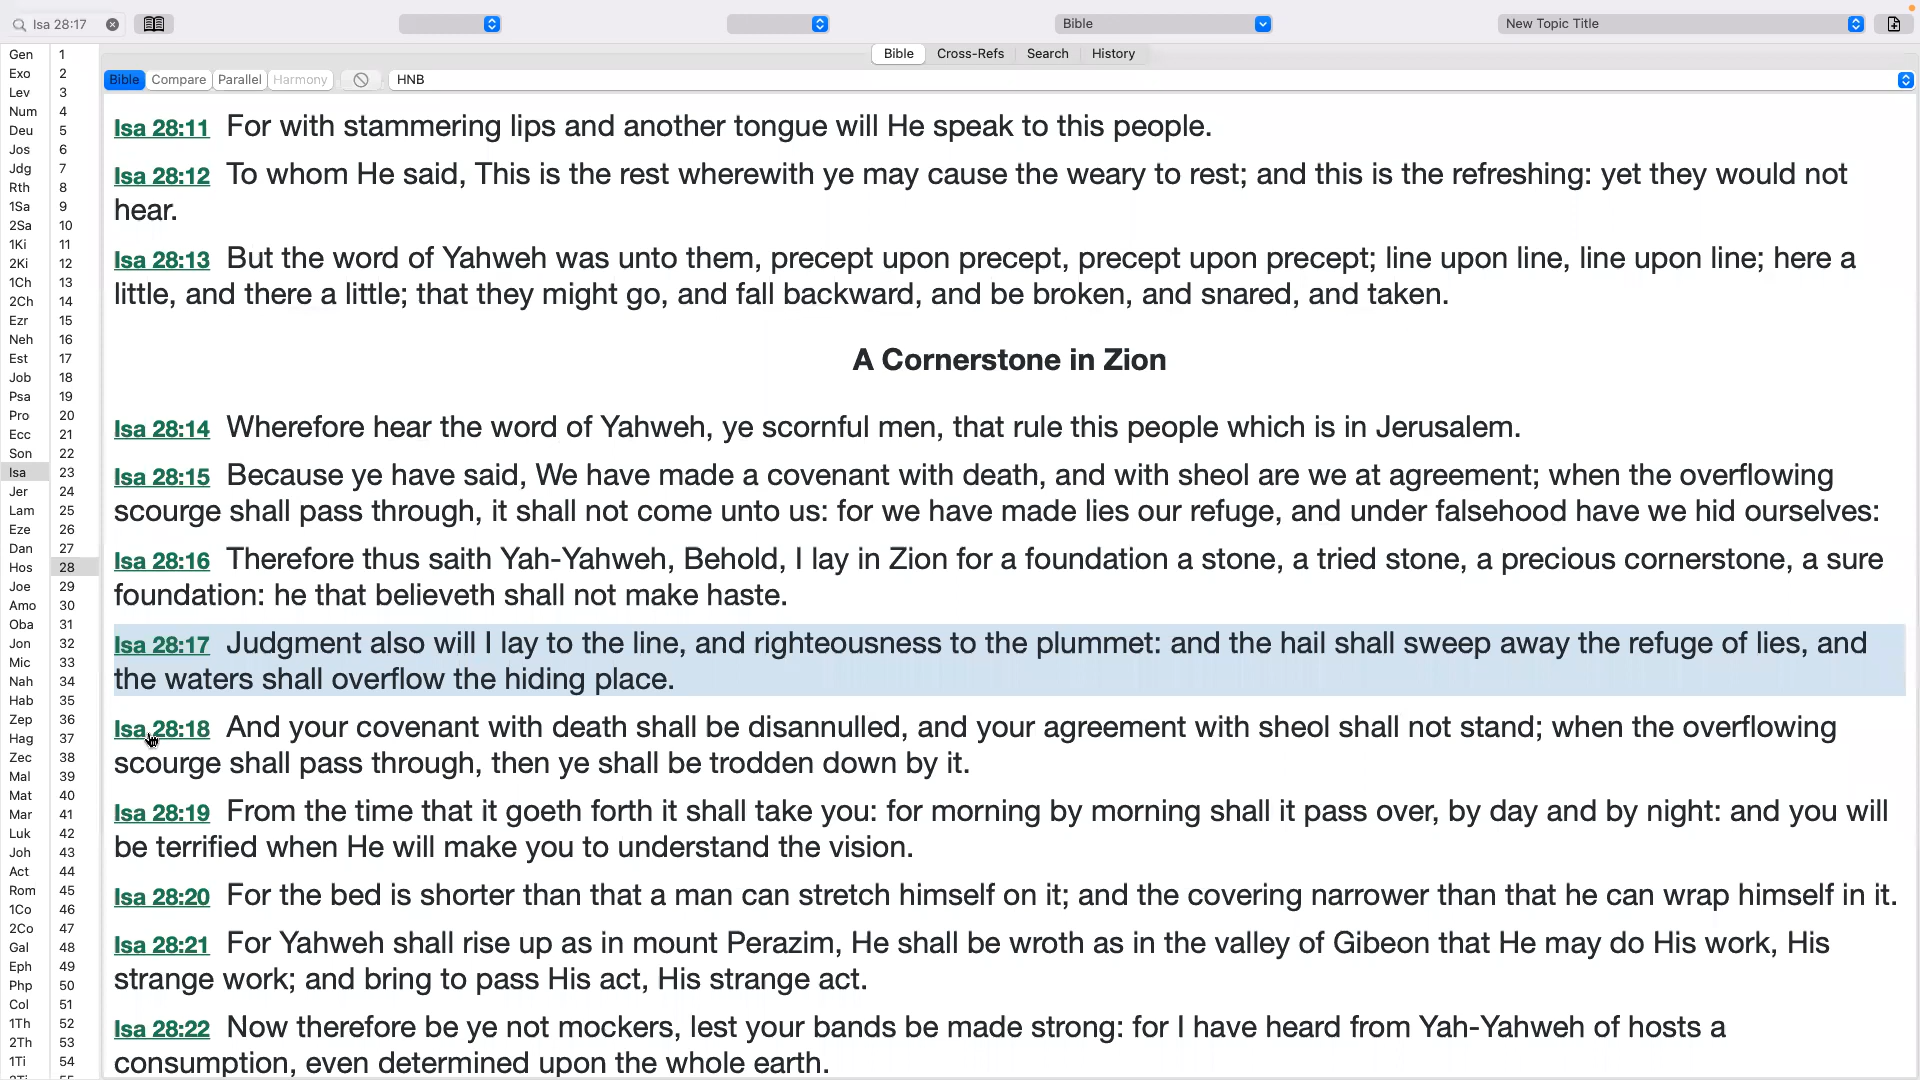 Isa 28:17
Bible
New Topic Title
Bible Cross-Refs Search History
Bible Compare Parallel Harmony HNB
Gen 1
Exo 2
Lev 3
Num 4
Deu 5
Jos 6
Jdg 7
Rth 8
1Sa 9
2Sa 10
1Ki 11
2Ki 12
1Ch 13
2Ch 14
Ezr 15
Neh 16
Est 17
Job 18
Psa 19
Pro 20
Ecc 21
Son 22
Isa 23
Jer 24
Lam 25
Eze 26
Dan 27
Hos 28
Joe 29
Amo 30
Oba 31
Jon 32
Mic 33
Nah 34
Hab 35
Zep 36
Hag 37
Zec 38
Mal 39
Mat 40
Mar 41
Luk 42
Joh 43
Act 44
Rom 45
1Co 46
2Co 47
Gal 48
Eph 49
Php 50
Col 51
1Th 52
2Th 53
1Ti 54
Isa 28:11 For with stammering lips and another tongue will He speak to this people.
Isa 28:12 To whom He said, This is the rest wherewith ye may cause the weary to rest; and this is the refreshing: yet they would not
hear.
Isa 28:13 But the word of Yahweh was unto them, precept upon precept, precept upon precept; line upon line, line upon line; here a
little, and there a little; that they might go, and fall backward, and be broken, and snared, and taken.
A Cornerstone in Zion
Isa 28:14 Wherefore hear the word of Yahweh, ye scornful men, that rule this people which is in Jerusalem.
Isa 28:15 Because ye have said, We have made a covenant with death, and with sheol are we at agreement; when the overflowing
scourge shall pass through, it shall not come unto us: for we have made lies our refuge, and under falsehood have we hid ourselves:
Isa 28:16 Therefore thus saith Yah-Yahweh, Behold, I lay in Zion for a foundation a stone, a tried stone, a precious cornerstone, a sure
foundation: he that believeth shall not make haste.
Isa 28:17 Judgment also will I lay to the line, and righteousness to the plummet: and the hail shall sweep away the refuge of lies, and
the waters shall overflow the hiding place.
Isa 28:18 And your covenant with death shall be disannulled, and your agreement with sheol shall not stand; when the overflowing
scourge shall pass through, then ye shall be trodden down by it.
Isa 28:19 From the time that it goeth forth it shall take you: for morning by morning shall it pass over, by day and by night: and you will
be terrified when He will make you to understand the vision.
Isa 28:20 For the bed is shorter than that a man can stretch himself on it; and the covering narrower than that he can wrap himself in it.
Isa 28:21 For Yahweh shall rise up as in mount Perazim, He shall be wroth as in the valley of Gibeon that He may do His work, His
strange work; and bring to pass His act, His strange act.
Isa 28:22 Now therefore be ye not mockers, lest your bands be made strong: for I have heard from Yah-Yahweh of hosts a
consumption, even determined upon the whole earth.